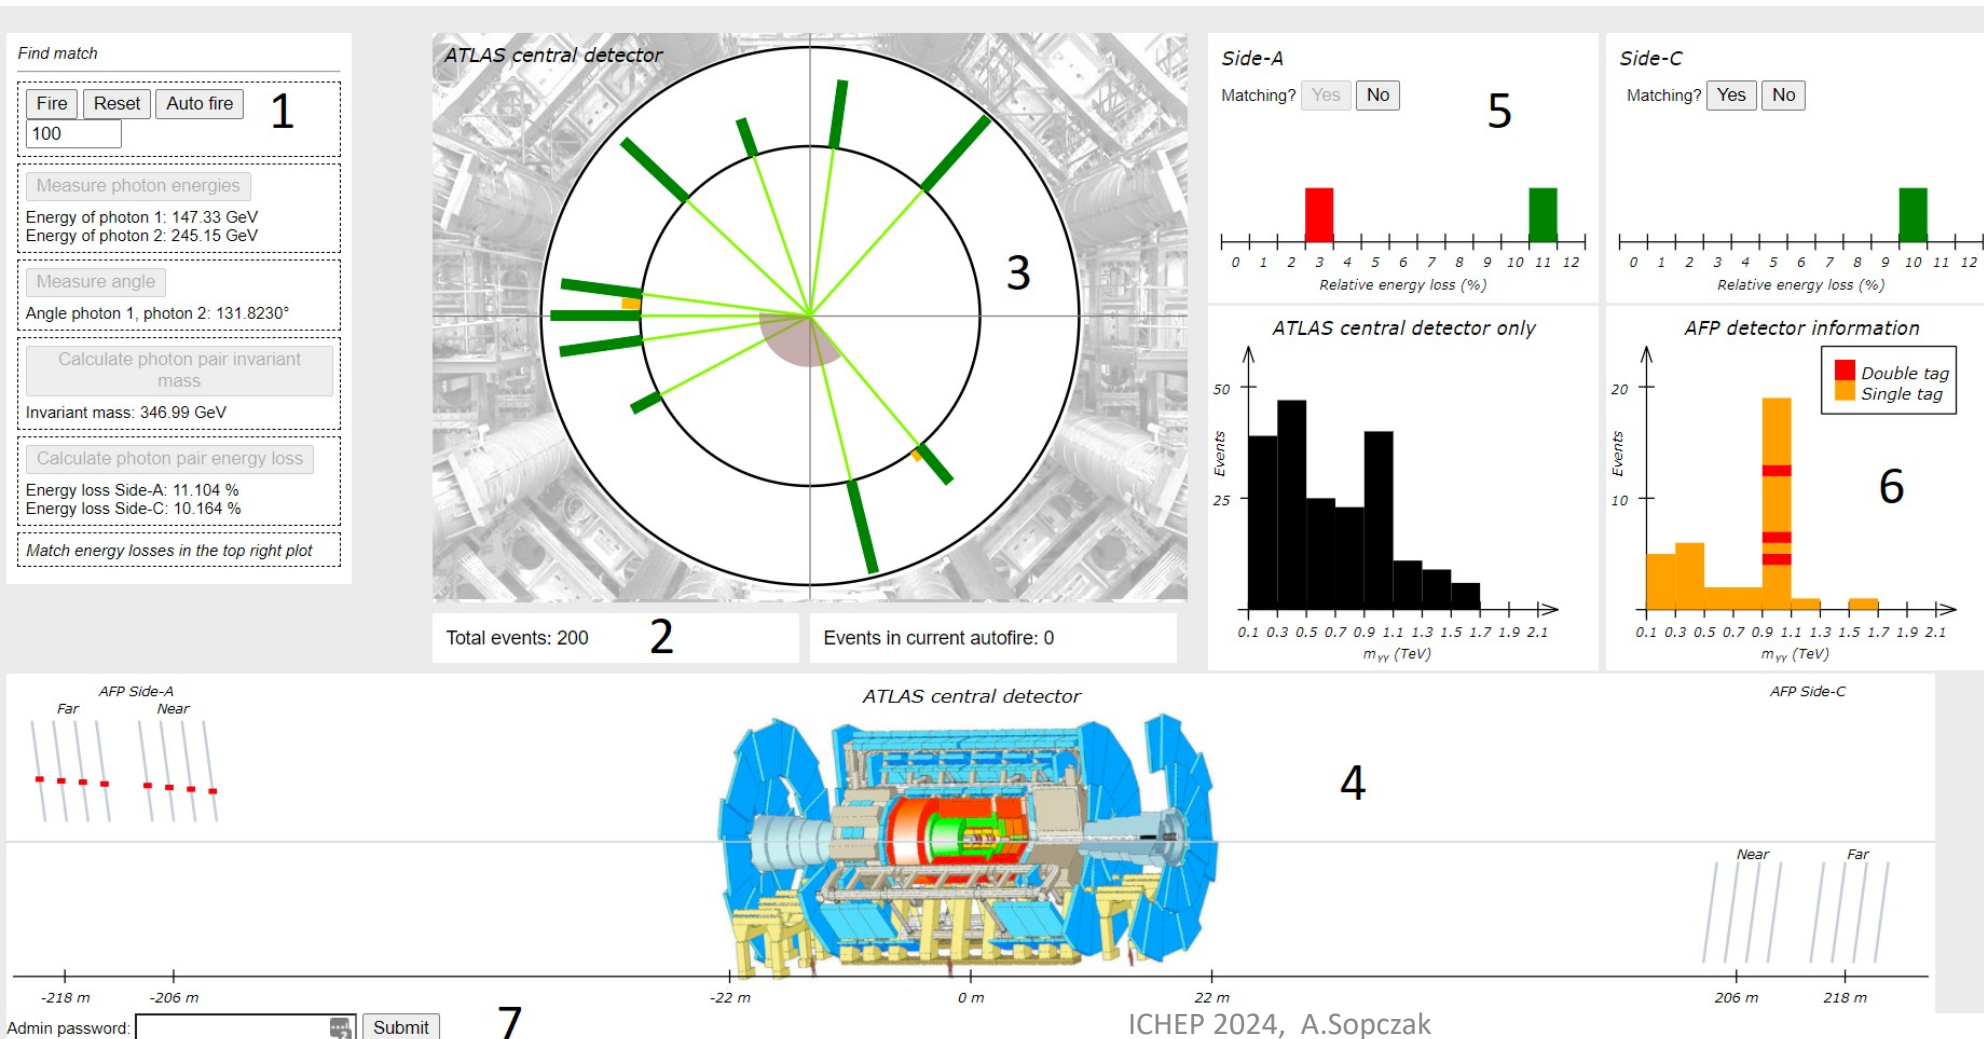 Find match
Fire Reset Auto fire 1
100
Measure photon energies
Energy of photon 1: 147.33 GeV
Energy of photon 2: 245.15 GeV
Measure angle
Angle photon 1, photon 2: 131.8230°
Calculate photon pair invariant
mass
Invariant mass: 346.99 GeV
Calculate photon pair energy loss
Energy loss Side-A: 11.104 %
Energy loss Side-C: 10.164 %
Match energy losses in the top right plot
ATLAS central detector
3
Total events: 200 2
Events in current autofire: 0
Side-A
Matching? Yes No
5
0 1 2 3 4 5 6 7 8 9 10 11 12
Relative energy loss (%)
Side-C
Matching? Yes No
0 1 2 3 4 5 6 7 8 9 10 11 12
Relative energy loss (%)
ATLAS central detector only
50
Events
25
0.1 0.3 0.5 0.7 0.9 1.1 1.3 1.5 1.7 1.9 2.1
mγγ (TeV)
AFP detector information
Double tag
Single tag
20
Events
10
6
0.1 0.3 0.5 0.7 0.9 1.1 1.3 1.5 1.7 1.9 2.1
mγγ (TeV)
AFP Side-A
Far Near
ATLAS central detector
AFP Side-C
4
Near Far
-218 m -206 m -22 m 0 m 22 m 206 m 218 m
Admin password: Submit 7
ICHEP 2024, A.Sopczak